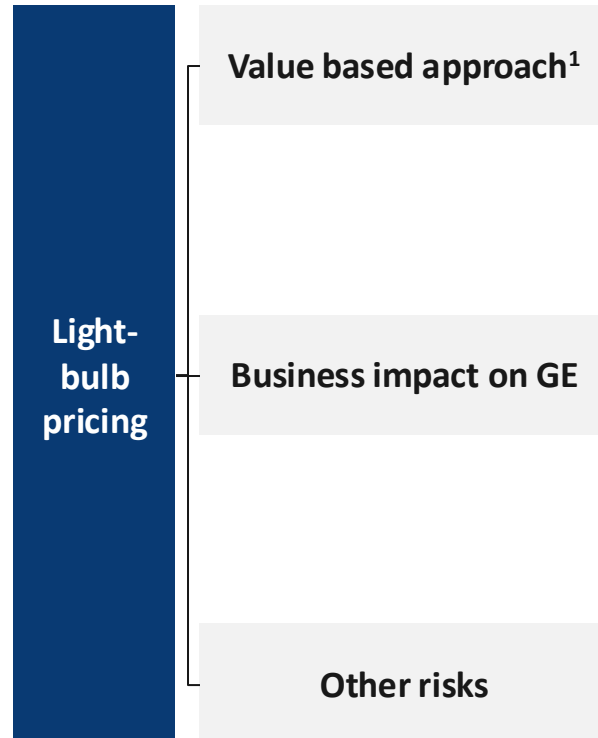 Value based approach¹
Light-
bulb
pricing
Business impact on GE
Other risks